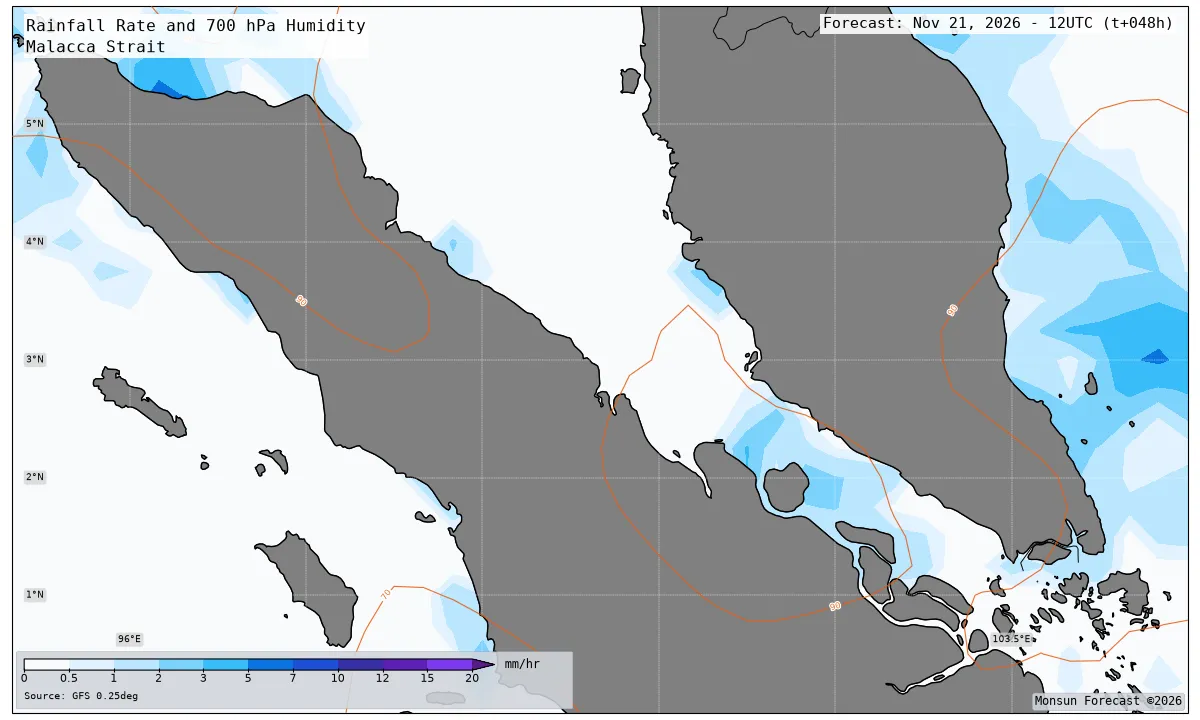 Rainfall Rate and 700 hPa Humidity
Malacca Strait
Forecast: Nov 21, 2026 - 12UTC (t+048h)
5°N
4°N
90
90
3°N
2°N
1°N
70
90
96°E
103.5°E
mm/hr
0 0.5 1 2 3 5 7 10 12 15 20
Source: GFS 0.25deg
Monsun Forecast ©2026